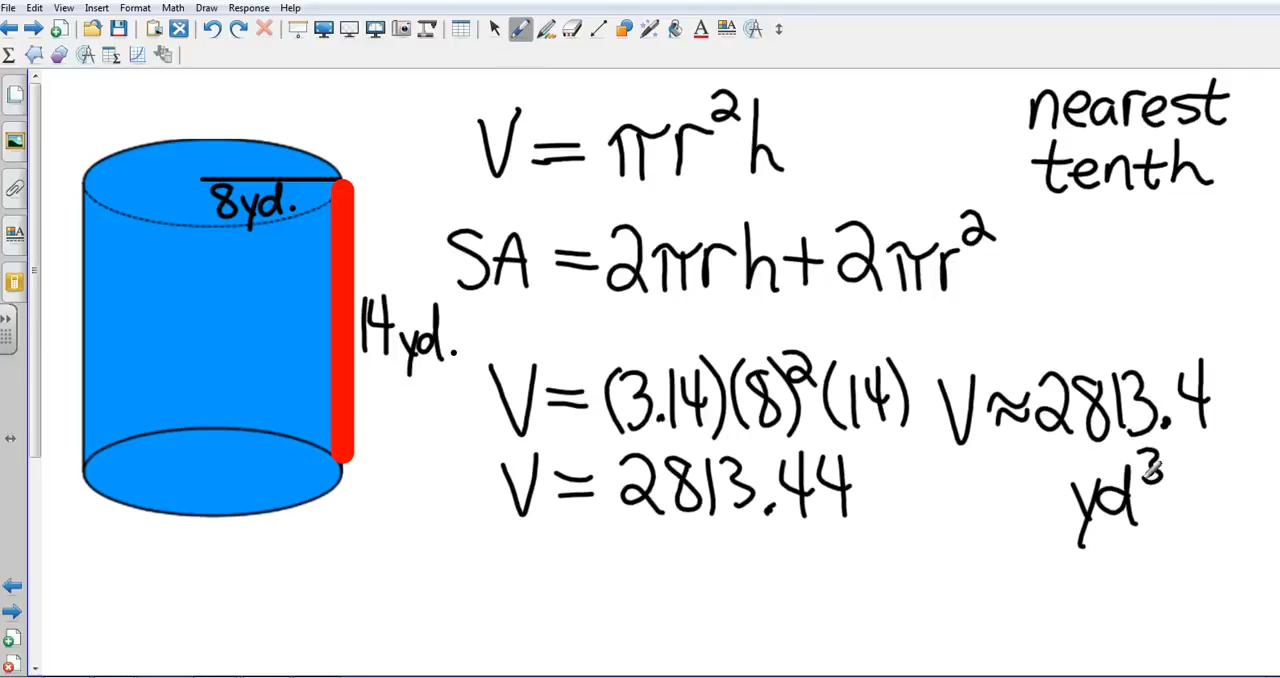 File Edit View Insert Format Math Draw Response Help
V = πr²h
nearest
tenth
8yd.
SA = 2πrh + 2πr²
14yd.
V = (3.14)(8)²(14) V ≈ 2813.4
yd³
V = 2813.44